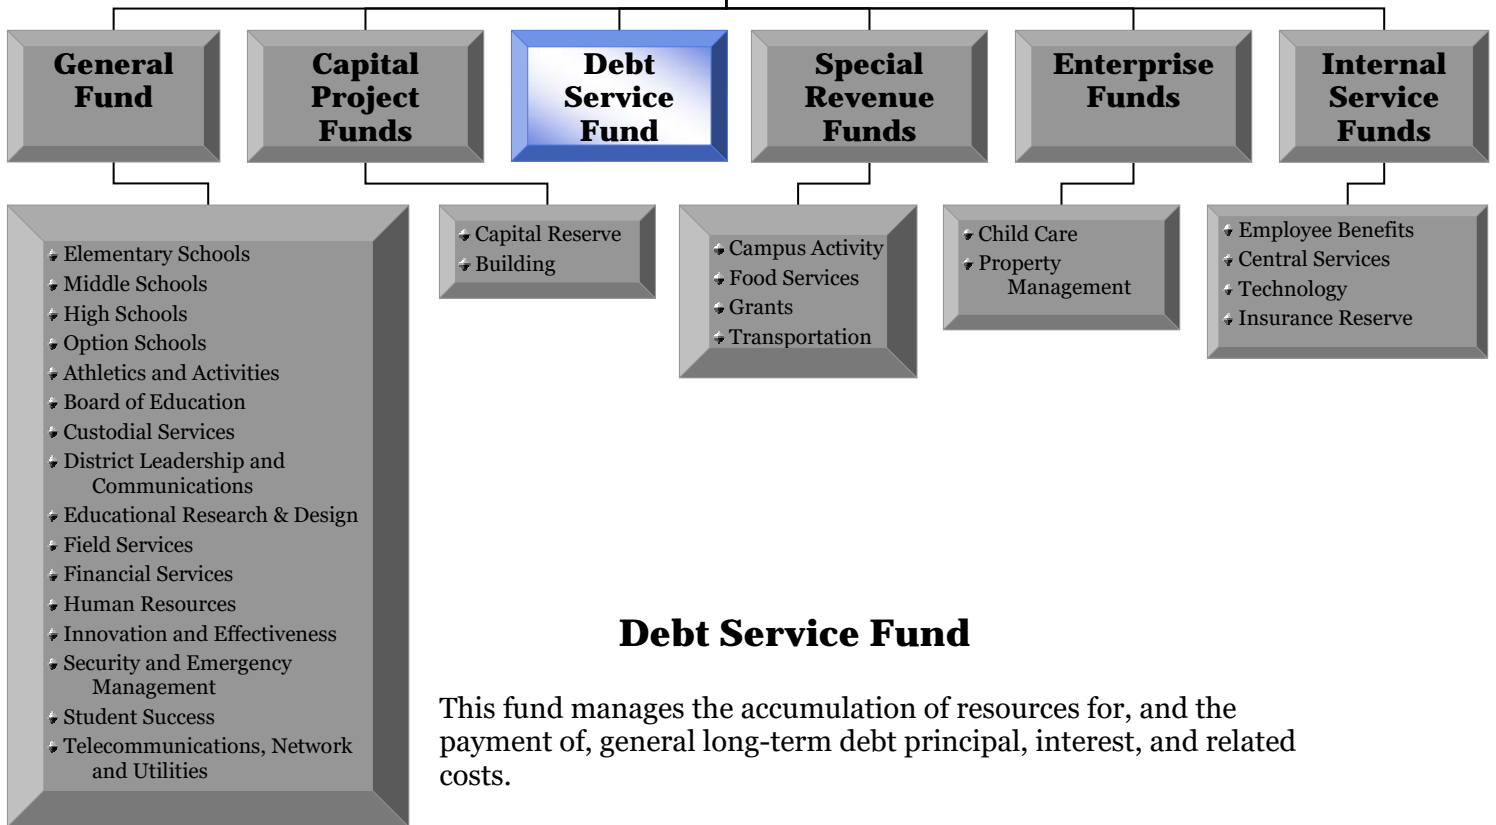 General
Fund
Capital
Project
Funds
Debt
Service
Fund
Special
Revenue
Funds
Enterprise
Funds
Internal
Service
Funds
Elementary Schools
Middle Schools
High Schools
Option Schools
Athletics and Activities
Board of Education
Custodial Services
District Leadership and
Communications
Educational Research & Design
Field Services
Financial Services
Human Resources
Innovation and Effectiveness
Security and Emergency
Management
Student Success
Telecommunications, Network
and Utilities
Capital Reserve
Building
Campus Activity
Food Services
Grants
Transportation
Child Care
Property
Management
Employee Benefits
Central Services
Technology
Insurance Reserve
Debt Service Fund
This fund manages the accumulation of resources for, and the
payment of, general long-term debt principal, interest, and related
costs.